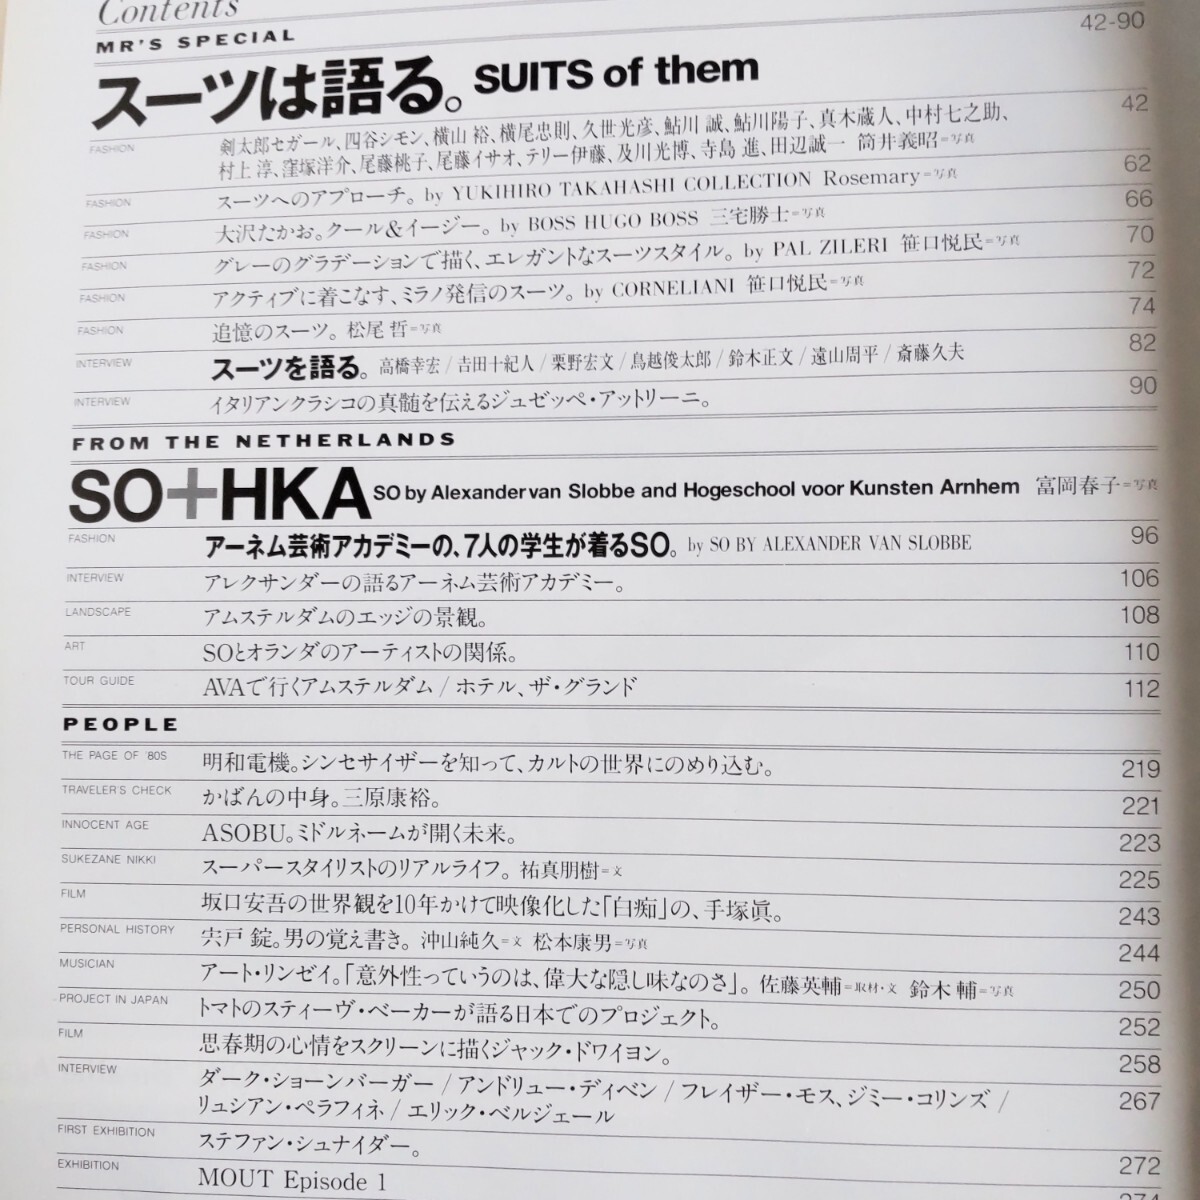 Contents
MR'S SPECIAL 42-90
スーツは語る。SUITS of them
FASHION 剣太郎セガール、四谷シモン、横山 裕、横尾忠則、久世光彦、鮎川 誠、鮎川陽子、真木蔵人、中村七之助、 42
村上 淳、窪塚洋介、尾藤桃子、尾藤イサオ、テリー伊藤、及川光博、寺島 進、田辺誠一 筒井義昭=写真
FASHION スーツへのアプローチ。by YUKIHIRO TAKAHASHI COLLECTION Rosemary=写真 62
FASHION 大沢たかお。クール&イージー。by BOSS HUGO BOSS 三宅勝士=写真 66
FASHION グレーのグラデーションで描く、エレガントなスーツスタイル。by PAL ZILERI 笹口悦民=写真 70
FASHION アクティブに着こなす、ミラノ発信のスーツ。by CORNELIANI 笹口悦民=写真 72
FASHION 追憶のスーツ。松尾 哲=写真 74
INTERVIEW スーツを語る。高橋幸宏/吉田十紀人/栗野宏文/鳥越俊太郎/鈴木正文/遠山周平/斎藤久夫 82
INTERVIEW イタリアンクラシコの真髄を伝えるジュゼッペ・アットリーニ。 90
FROM THE NETHERLANDS
SO+HKA SO by Alexander van Slobbe and Hogeschool voor Kunsten Arnhem 富岡春子=写真
FASHION アーネム芸術アカデミーの、7人の学生が着るSO。by SO BY ALEXANDER VAN SLOBBE 96
INTERVIEW アレクサンダーの語るアーネム芸術アカデミー。 106
LANDSCAPE アムステルダムのエッジの景観。 108
ART SOとオランダのアーティストの関係。 110
TOUR GUIDE AVAで行くアムステルダム / ホテル、ザ・グランド 112
PEOPLE
THE PAGE OF '80S 明和電機。シンセサイザーを知って、カルトの世界にのめり込む。 219
TRAVELER'S CHECK かばんの中身。三原康裕。 221
INNOCENT AGE ASOBU。ミドルネームが開く未来。 223
SUKEZANE NIKKI スーパースタイリストのリアルライフ。祐真朋樹=文 225
FILM 坂口安吾の世界観を10年かけて映像化した「白痴」の、手塚眞。 243
PERSONAL HISTORY 宍戸 錠。男の覚え書き。沖山純久=文 松本康男=写真 244
MUSICIAN アート・リンゼイ。「意外性っていうのは、偉大な隠し味なのさ」。佐藤英輔=取材・文 鈴木 輔=写真 250
PROJECT IN JAPAN トマトのスティーヴ・ベーカーが語る日本でのプロジェクト。 252
FILM 思春期の心情をスクリーンに描くジャック・ドワイヨン。 258
INTERVIEW ダーク・ショーンバーガー / アンドリュー・ディベン / フレイザー・モス、ジミー・コリンズ / 267
リュシアン・ペラフィネ / エリック・ベルジェール
FIRST EXHIBITION ステファン・シュナイダー。 272
EXHIBITION MOUT Episode 1 274